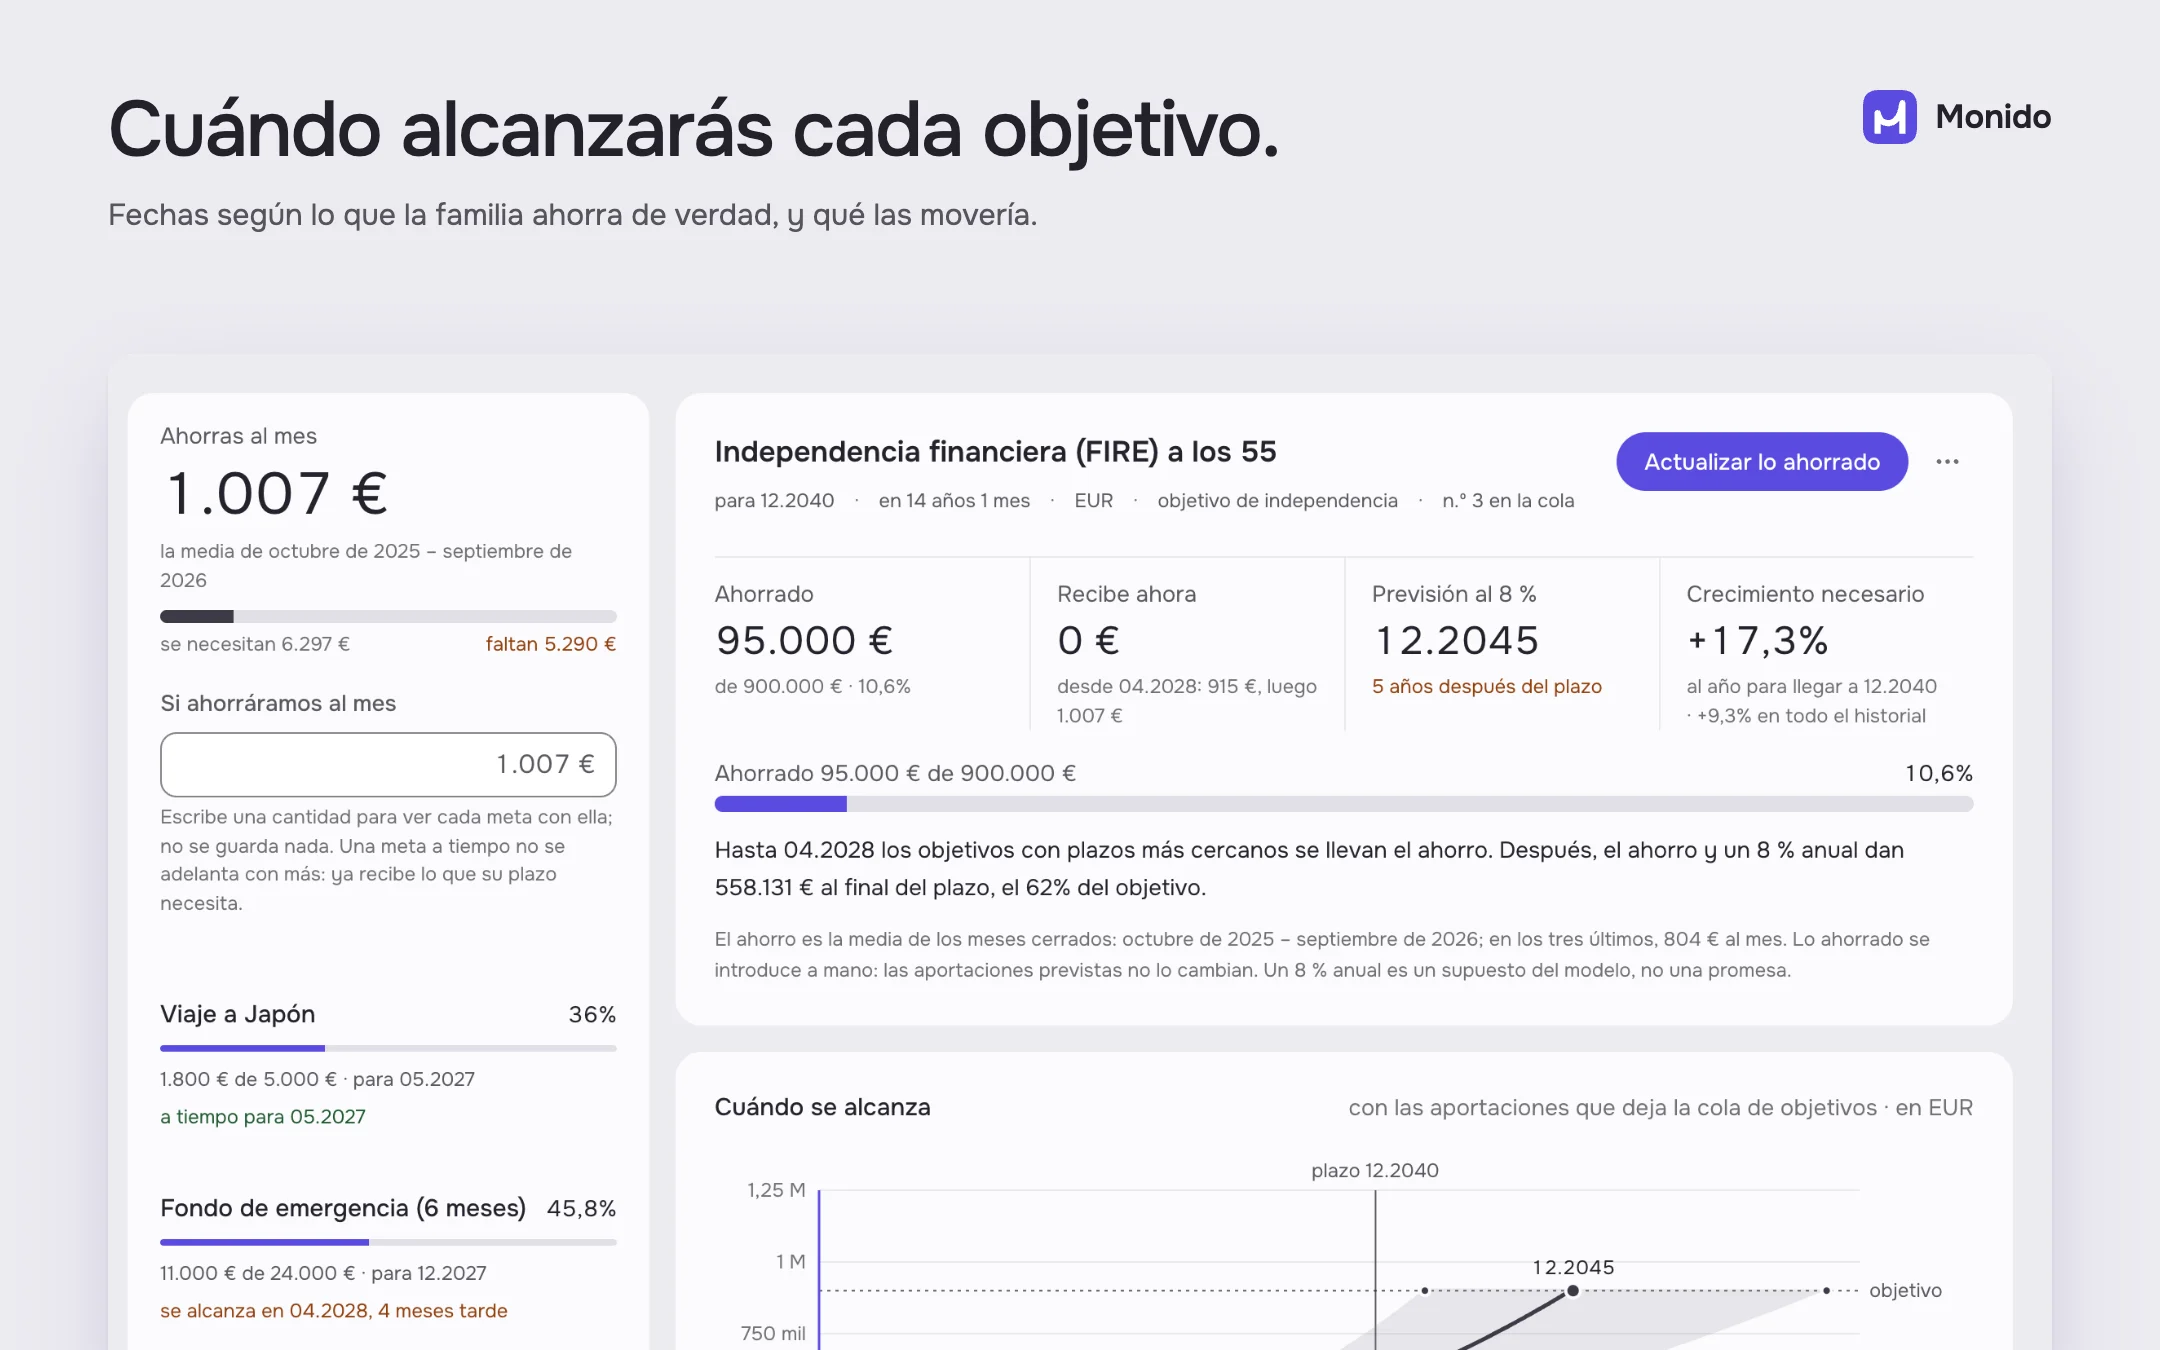 Cuándo alcanzarás cada objetivo.
Monido
Fechas según lo que la familia ahorra de verdad, y qué las movería.
Ahorras al mes
1.007 €
la media de octubre de 2025 – septiembre de
2026
se necesitan 6.297 €
faltan 5.290 €
Si ahorráramos al mes
1.007 €
Escribe una cantidad para ver cada meta con ella;
no se guarda nada. Una meta a tiempo no se
adelanta con más: ya recibe lo que su plazo
necesita.
Viaje a Japón 36%
1.800 € de 5.000 € · para 05.2027
a tiempo para 05.2027
Fondo de emergencia (6 meses) 45,8%
11.000 € de 24.000 € · para 12.2027
se alcanza en 04.2028, 4 meses tarde
Independencia financiera (FIRE) a los 55
Actualizar lo ahorrado
para 12.2040 · en 14 años 1 mes · EUR · objetivo de independencia · n.º 3 en la cola
Ahorrado
95.000 €
de 900.000 € · 10,6%
Recibe ahora
0 €
desde 04.2028: 915 €, luego
1.007 €
Previsión al 8 %
12.2045
5 años después del plazo
Crecimiento necesario
+17,3%
al año para llegar a 12.2040
· +9,3% en todo el historial
Ahorrado 95.000 € de 900.000 € 10,6%
Hasta 04.2028 los objetivos con plazos más cercanos se llevan el ahorro. Después, el ahorro y un 8 % anual dan
558.131 € al final del plazo, el 62% del objetivo.
El ahorro es la media de los meses cerrados: octubre de 2025 – septiembre de 2026; en los tres últimos, 804 € al mes. Lo ahorrado se
introduce a mano: las aportaciones previstas no lo cambian. Un 8 % anual es un supuesto del modelo, no una promesa.
Cuándo se alcanza
con las aportaciones que deja la cola de objetivos · en EUR
plazo 12.2040
1,25 M
1 M
12.2045
objetivo
750 mil